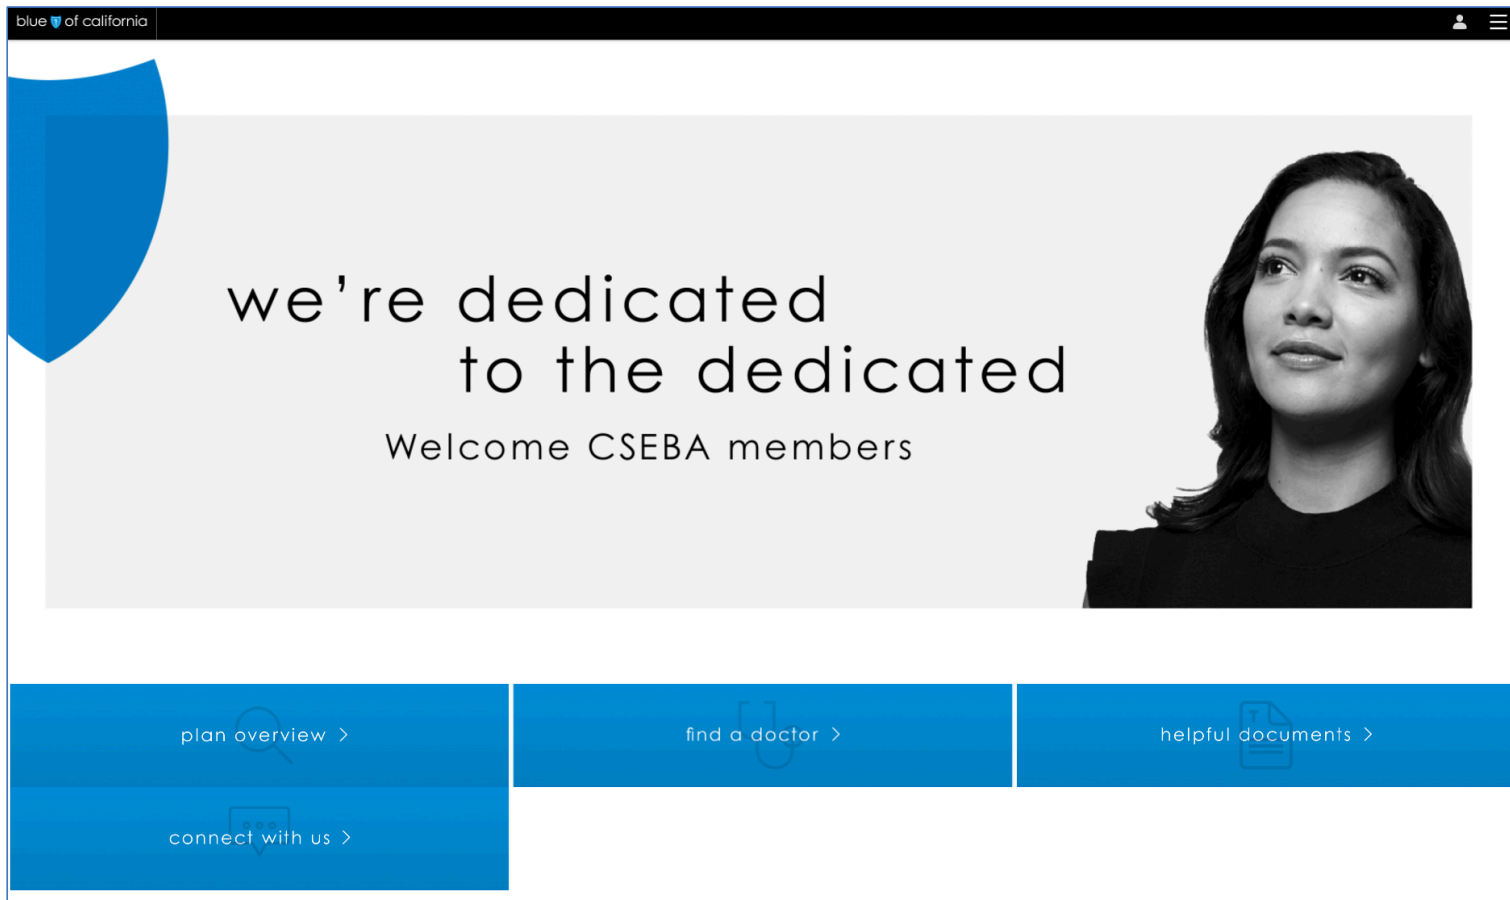 blue of california
we're dedicated
to the dedicated
Welcome CSEBA members
plan overview >
find a doctor >
helpful documents >
connect with us >